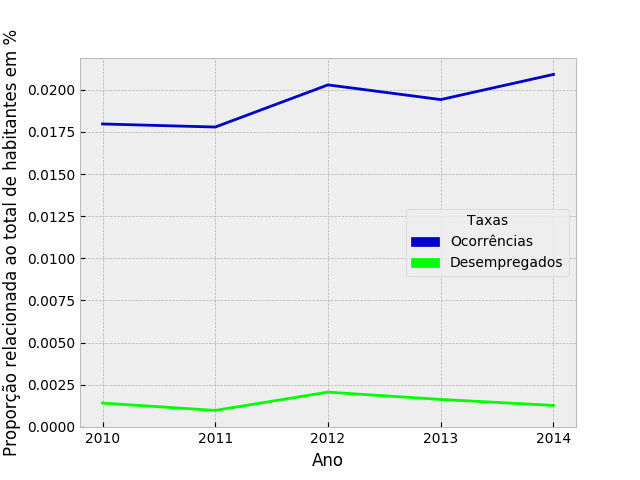 Proporção relacionada ao total de habitantes em %
0.0200
0.0175
0.0150
0.0125
0.0100
0.0075
0.0050
0.0025
0.0000
Taxas
Ocorrências
Desempregados
2010 2011 2012 2013 2014
Ano